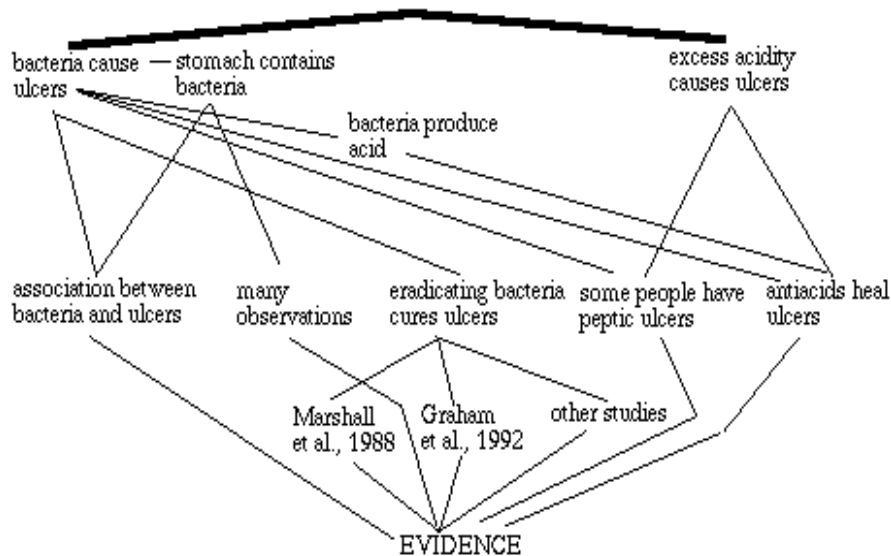 bacteria cause
ulcers
stomach contains
bacteria
excess acidity
causes ulcers
bacteria produce
acid
association between
bacteria and ulcers
many
observations
eradicating bacteria
cures ulcers
some people have
peptic ulcers
antiacids heal
ulcers
Marshall
et al., 1988
Graham
et al., 1992
other studies
EVIDENCE